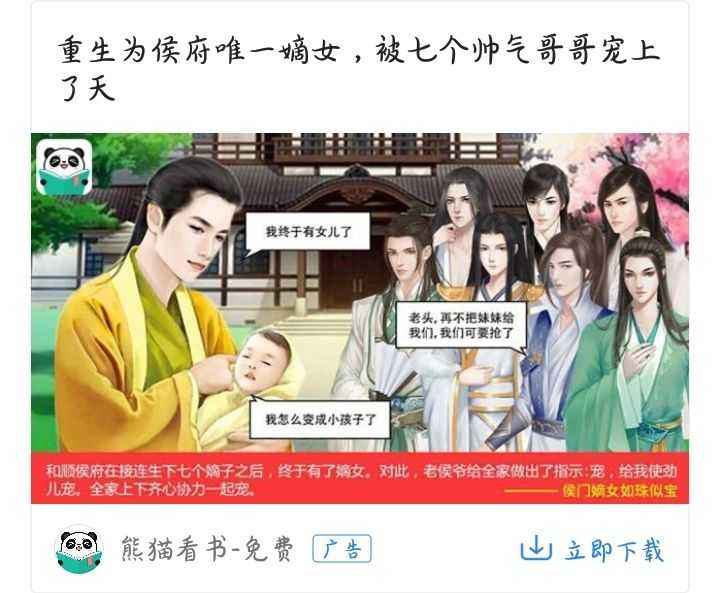 重生为侯府唯一嫡女，被七个帅气哥哥宠上
了天
我终于有女儿了
老头,再不把妹妹给
我们,我们可要抢了
我怎么变成小孩子了
和顺侯府在接连生下七个嫡子之后，终于有了嫡女。对此，老侯爷给全家做出了指示:宠，给我使劲
儿宠。全家上下齐心协力一起宠。
———— 侯门嫡女如珠似宝
熊猫看书-免费 广告 立即下载